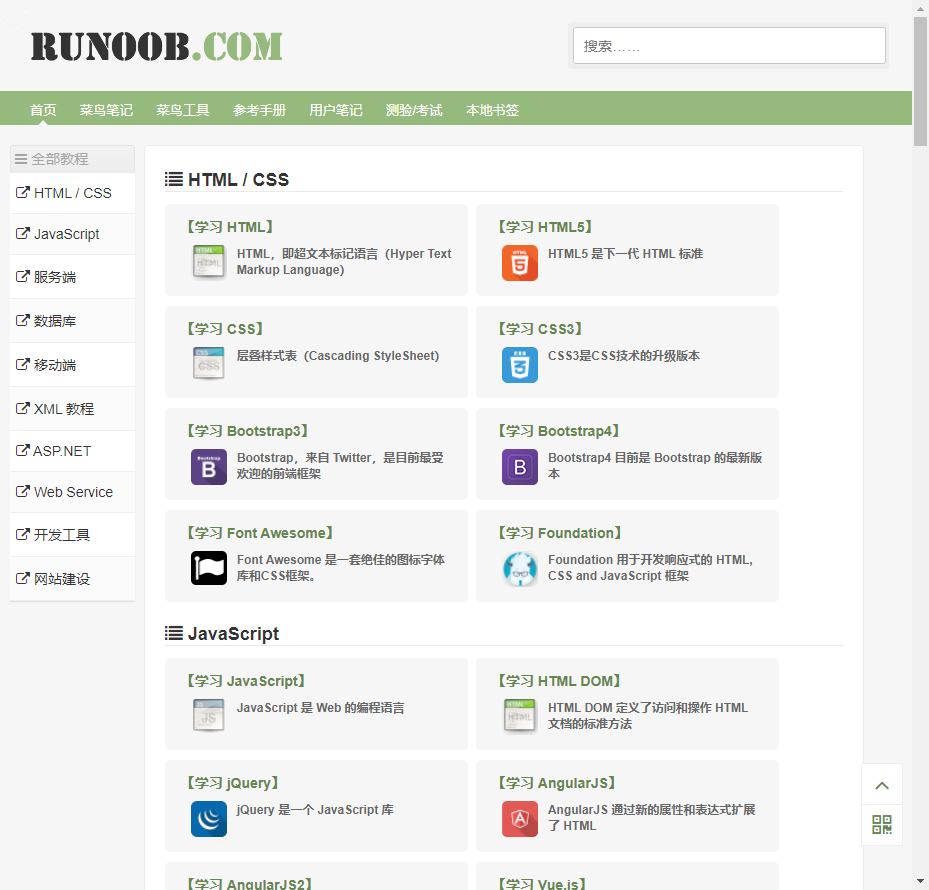 RUNOOB.COM
搜索……
首页 菜鸟笔记 菜鸟工具 参考手册 用户笔记 测验/考试 本地书签
全部教程
HTML / CSS
JavaScript
服务端
数据库
移动端
XML 教程
ASP.NET
Web Service
开发工具
网站建设
HTML / CSS
【学习 HTML】
HTML
HTML，即超文本标记语言（Hyper Text
Markup Language）
【学习 HTML5】
HTML
5
HTML5 是下一代 HTML 标准
【学习 CSS】
CSS
CSS
层叠样式表（Cascading StyleSheet）
【学习 CSS3】
CSS
3
CSS3是CSS技术的升级版本
【学习 Bootstrap3】
Bootstrap
B
Bootstrap，来自 Twitter，是目前最受
欢迎的前端框架
【学习 Bootstrap4】
B
Bootstrap4 目前是 Bootstrap 的最新版
本
【学习 Font Awesome】
Font Awesome 是一套绝佳的图标字体
库和CSS框架。
【学习 Foundation】
Foundation 用于开发响应式的 HTML,
CSS and JavaScript 框架
JavaScript
【学习 JavaScript】
JS
JS
JavaScript 是 Web 的编程语言
【学习 HTML DOM】
HTML
HTML
HTML DOM 定义了访问和操作 HTML
文档的标准方法
【学习 jQuery】
jQuery 是一个 JavaScript 库
【学习 AngularJS】
A
AngularJS 通过新的属性和表达式扩展
了 HTML
【学习 AngularJS2】
【学习 Vue.js】